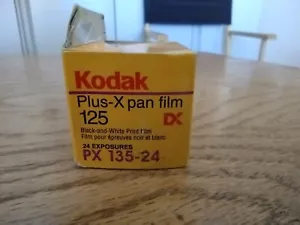 Kodak
Plus-X pan film
125
DX
Black-and-White Print Film
Film pour épreuves noir et blanc
24 EXPOSURES
PX 135-24